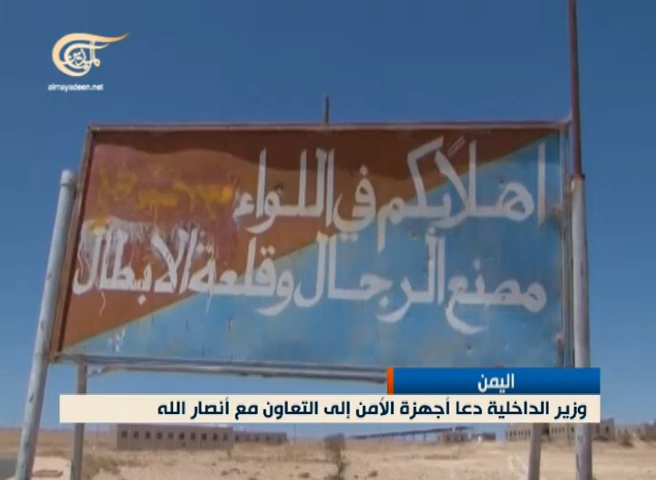 الميادين
almayadeen.net
اهلاً بكم في اللواء
مصنع الرجال وقلعة الابطال
اليمن
وزير الداخلية دعا أجهزة الأمن إلى التعاون مع أنصار الله